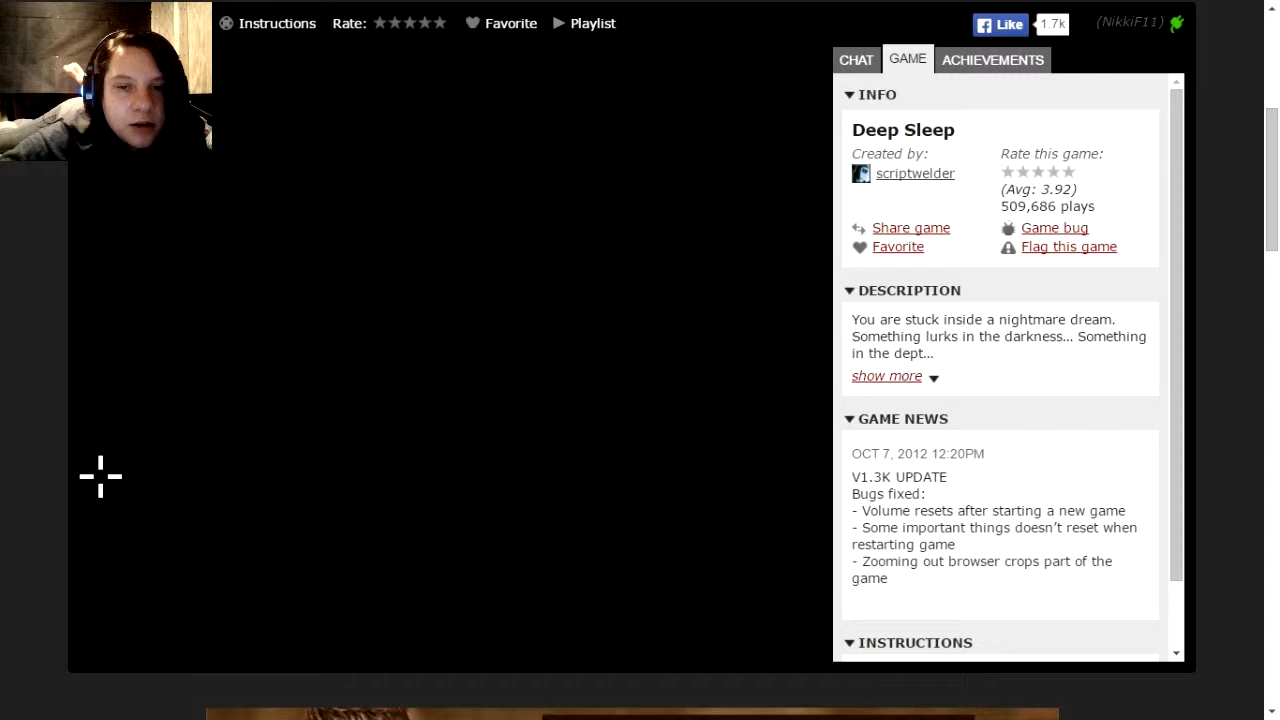 Instructions Rate: Favorite Playlist
Like 1.7k (NikkiF11)
CHAT GAME ACHIEVEMENTS
INFO
Deep Sleep
Created by: Rate this game:
scriptwelder
(Avg: 3.92)
509,686 plays
Share game Game bug
Favorite Flag this game
DESCRIPTION
You are stuck inside a nightmare dream.
Something lurks in the darkness... Something
in the dept...
show more
GAME NEWS
OCT 7, 2012 12:20PM
V1.3K UPDATE
Bugs fixed:
- Volume resets after starting a new game
- Some important things doesn't reset when
restarting game
- Zooming out browser crops part of the
game
INSTRUCTIONS